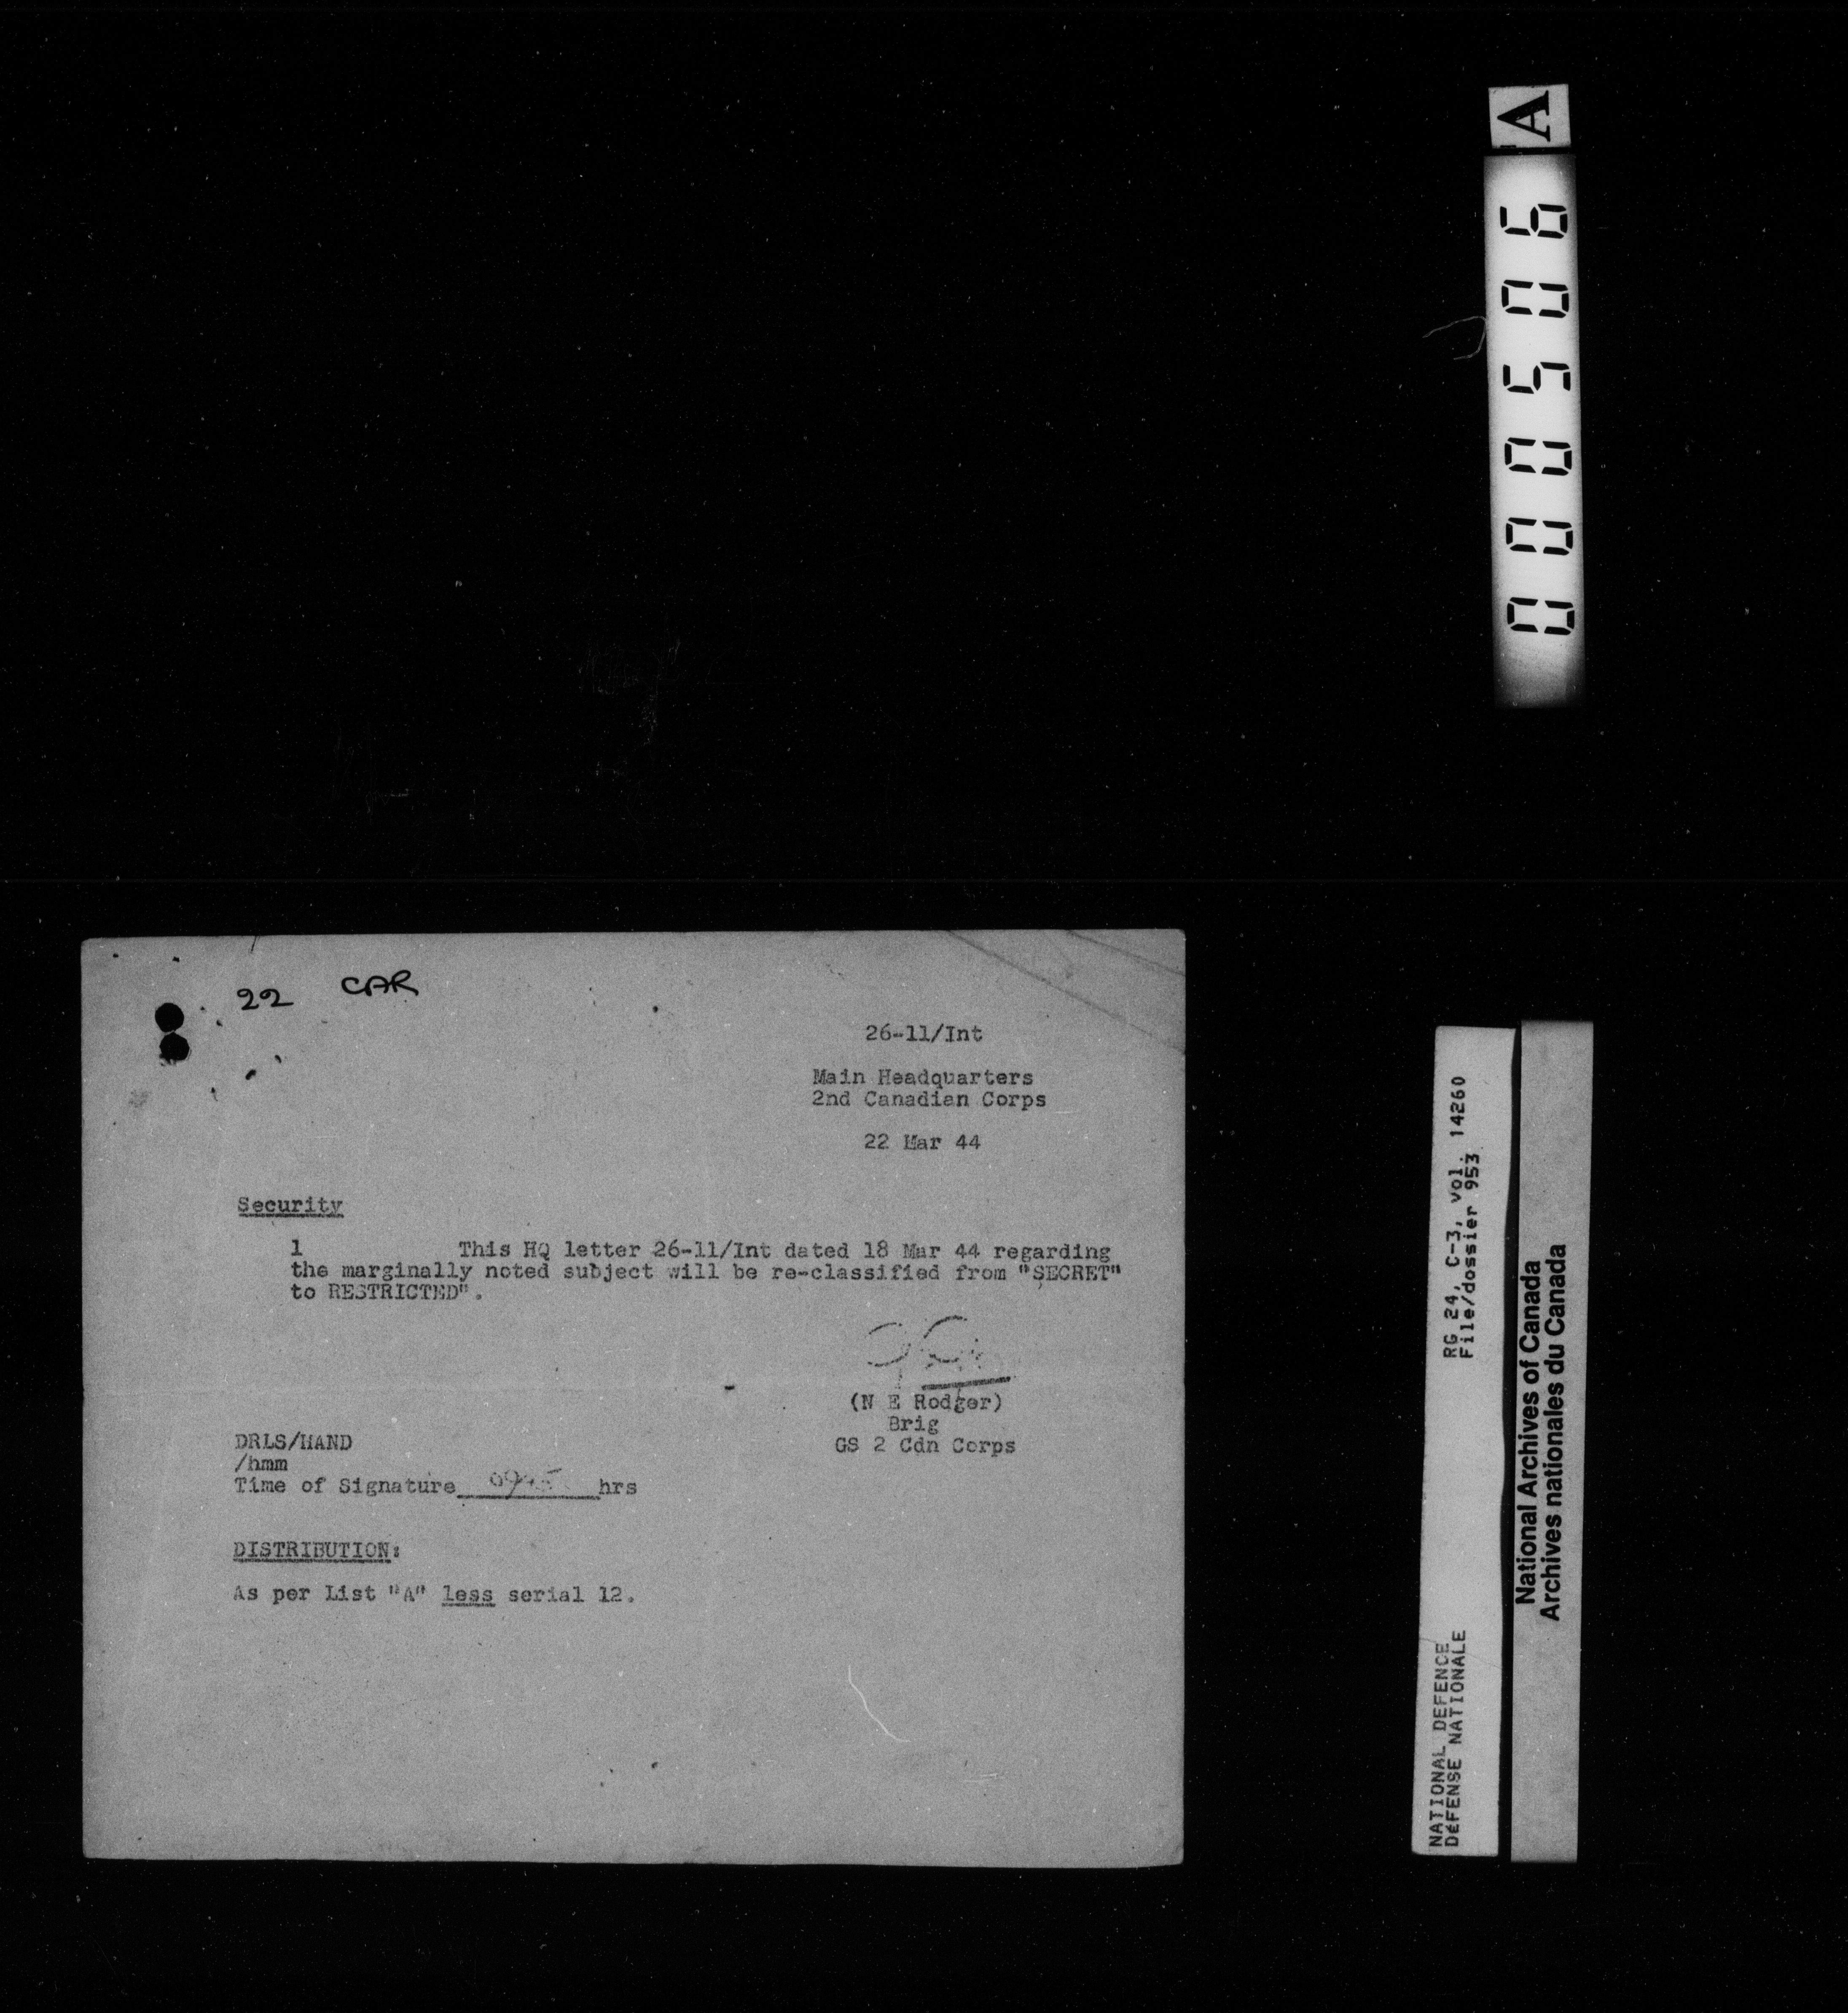 A
000506
22 CAR
26-11/Int
Main Headquarters
2nd Canadian Corps
22 Mar 44
Security
1 This HQ letter 26-11/Int dated 18 Mar 44 regarding
the marginally noted subject will be re-classified from "SECRET"
to RESTRICTED".
(N E Rodger)
Brig
GS 2 Cdn Corps
DRLS/HAND
/hmm
Time of Signature hrs
DISTRIBUTION:
As per List "A" less serial 12.
NATIONAL DEFENCE
DÉFENSE NATIONALE
RG 24, C-3, vol. 14260
File/dossier 953
National Archives of Canada
Archives nationales du Canada